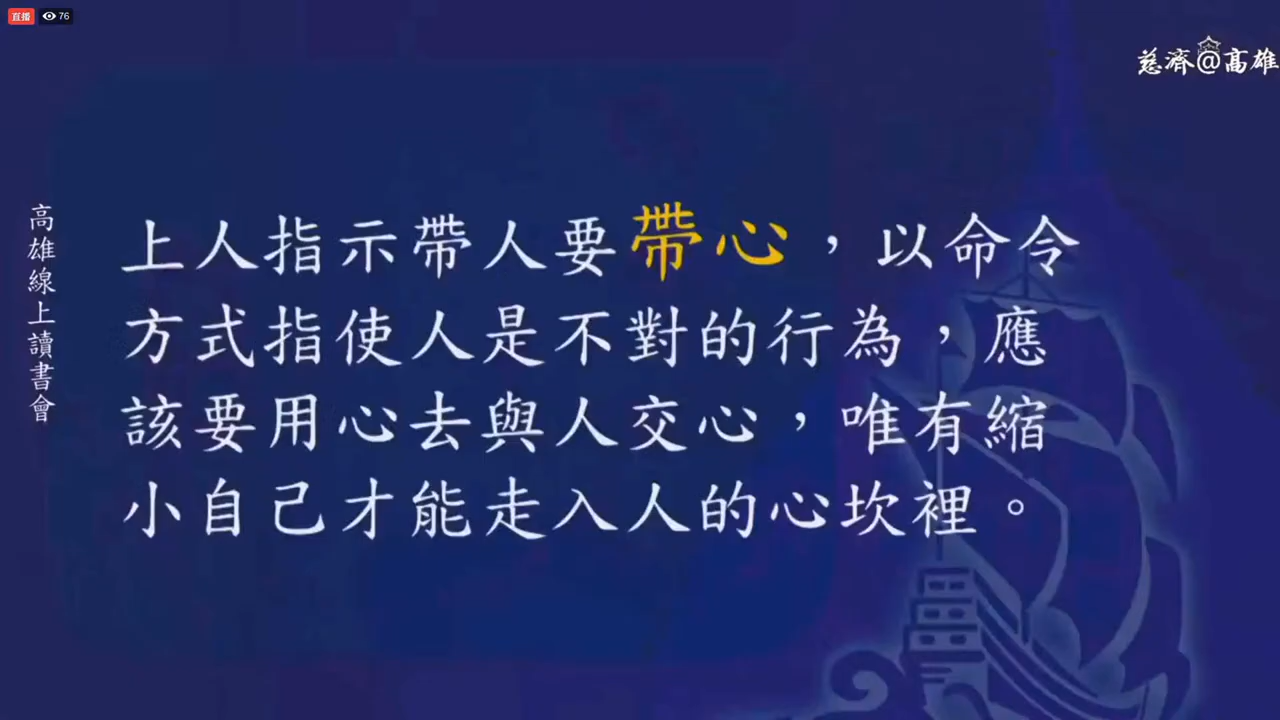 直播 76
慈濟@高雄
高雄線上讀書會
上人指示帶人要帶心，以命令
方式指使人是不對的行為，應
該要用心去與人交心，唯有縮
小自己才能走入人的心坎裡。